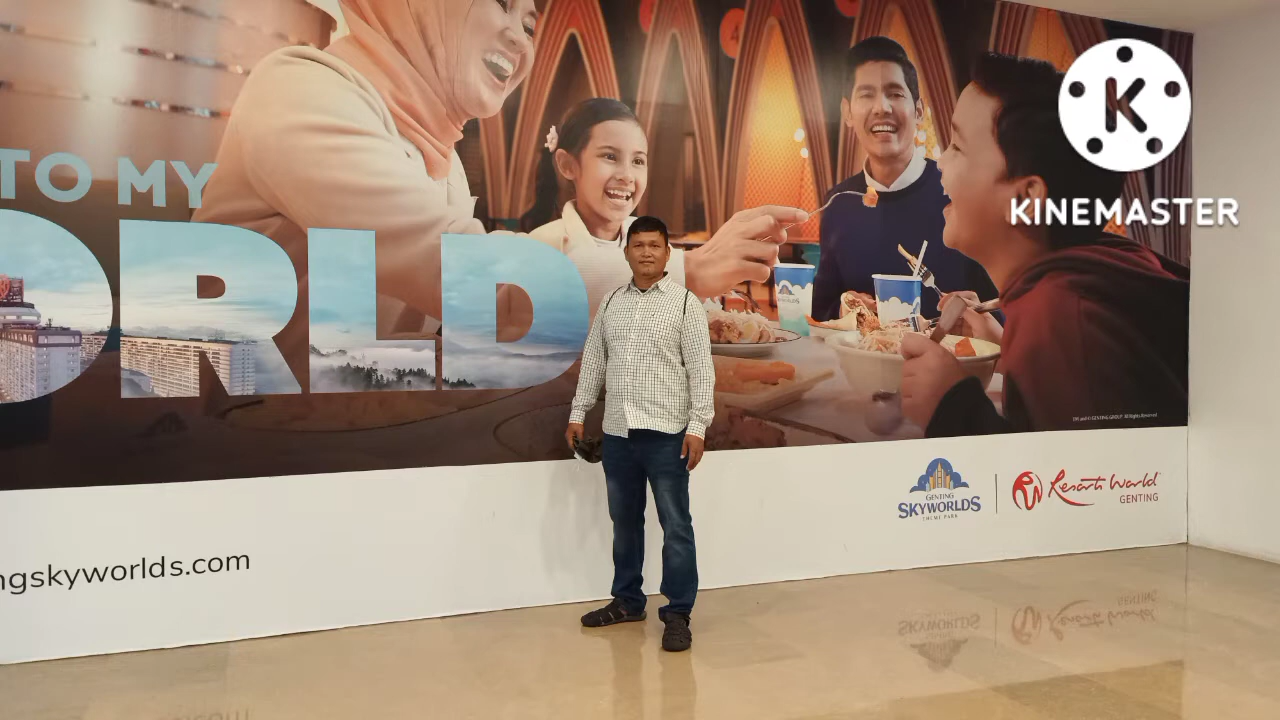 TO MY
ORLD
ngskyworlds.com
GENTING
SKYWORLDS
THEME PARK
Resorts World
GENTING
K
KINEMASTER